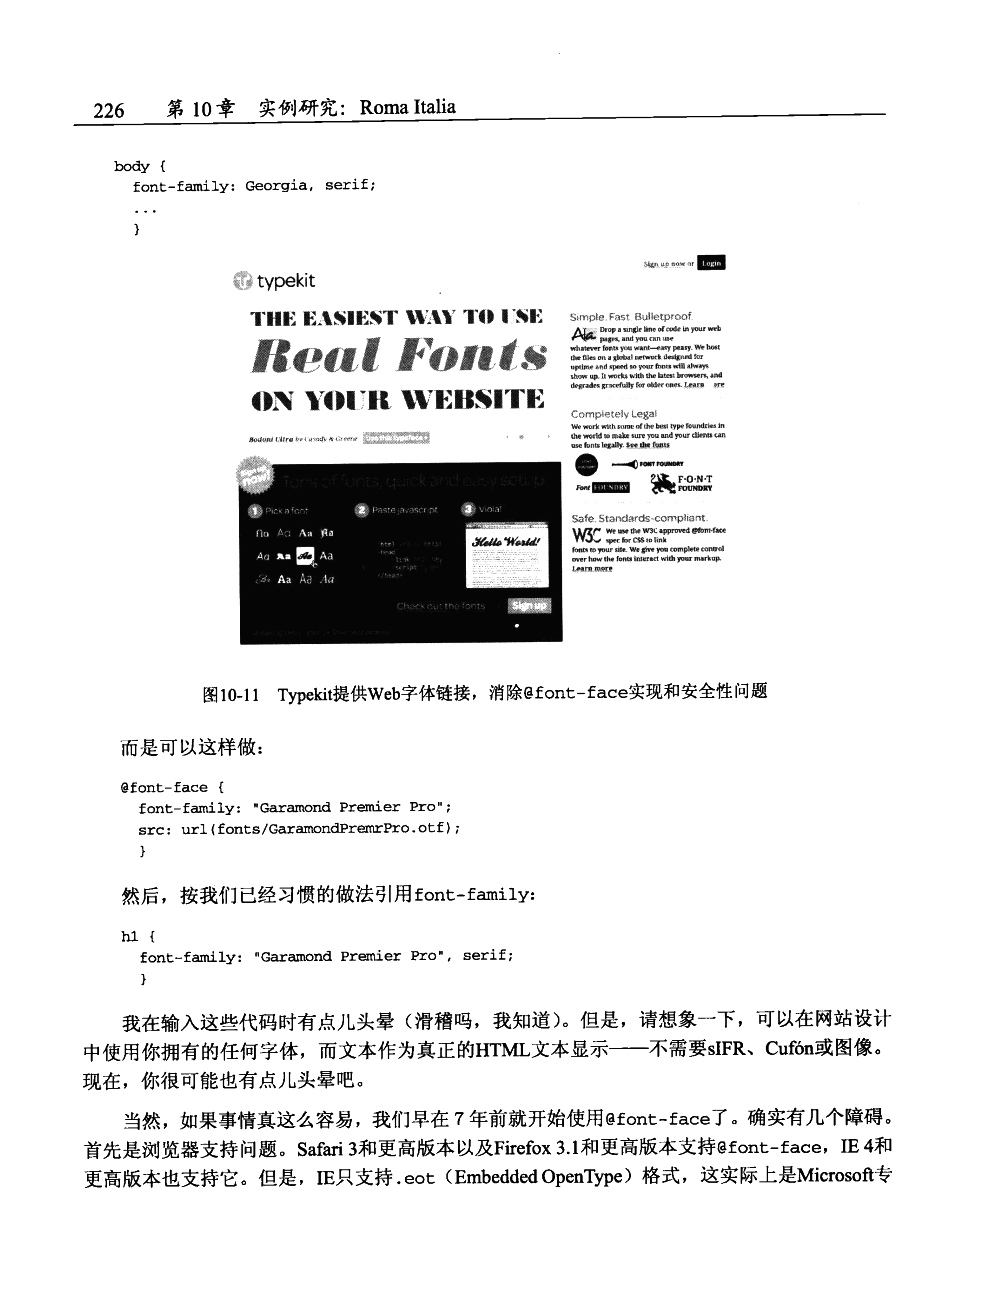 226 第 10 章 实例研究：Roma Italia
body {
font-family: Georgia, serif;
...
}
Sign up now or Login
typekit
THE EASIEST WAY TO USE
Real Fonts
ON YOUR WEBSITE
Bodoni Ultra by Casady & Greene Use this typeface
Simple. Fast. Bulletproof.
Drop a single line of code in your web
pages, and you can use
whatever fonts you want—easy peasy. We host
the files on a global network designed for
uptime and speed so your fonts will always
show up. It works with the latest browsers, and
degrades gracefully for older ones. Learn
Completely Legal
We work with some of the best type foundries in
the world to make sure you and your clients can
use fonts legally. See the fonts
FONT FOUNDRY
Font FOUNDRY
F·O·N·T
FOUNDRY
Safe. Standards-compliant.
W3C We use the W3C approved @font-face
spec for CSS to link
fonts to your site. We give you complete control
over how the fonts interact with your markup.
Learn more
now!
Tons of fonts, quick and easy setup
1 Pick a font 2 Paste javascript 3 Viola!
Aa Aa Aa Aa
Aa Aa Aa Aa
Aa Aa Aa Aa
Hello World!
Check out the fonts Sign up
图10-11 Typekit提供Web字体链接，消除@font-face实现和安全性问题
而是可以这样做：
@font-face {
font-family: "Garamond Premier Pro";
src: url(fonts/GaramondPremrPro.otf);
}
然后，按我们已经习惯的做法引用font-family：
h1 {
font-family: "Garamond Premier Pro", serif;
}
我在输入这些代码时有点儿头晕（滑稽吗，我知道）。但是，请想象一下，可以在网站设计
中使用你拥有的任何字体，而文本作为真正的HTML文本显示——不需要sIFR、Cufón或图像。
现在，你很可能也有点儿头晕吧。
当然，如果事情真这么容易，我们早在 7 年前就开始使用@font-face了。确实有几个障碍。
首先是浏览器支持问题。Safari 3和更高版本以及Firefox 3.1和更高版本支持@font-face，IE 4和
更高版本也支持它。但是，IE只支持.eot（Embedded OpenType）格式，这实际上是Microsoft专